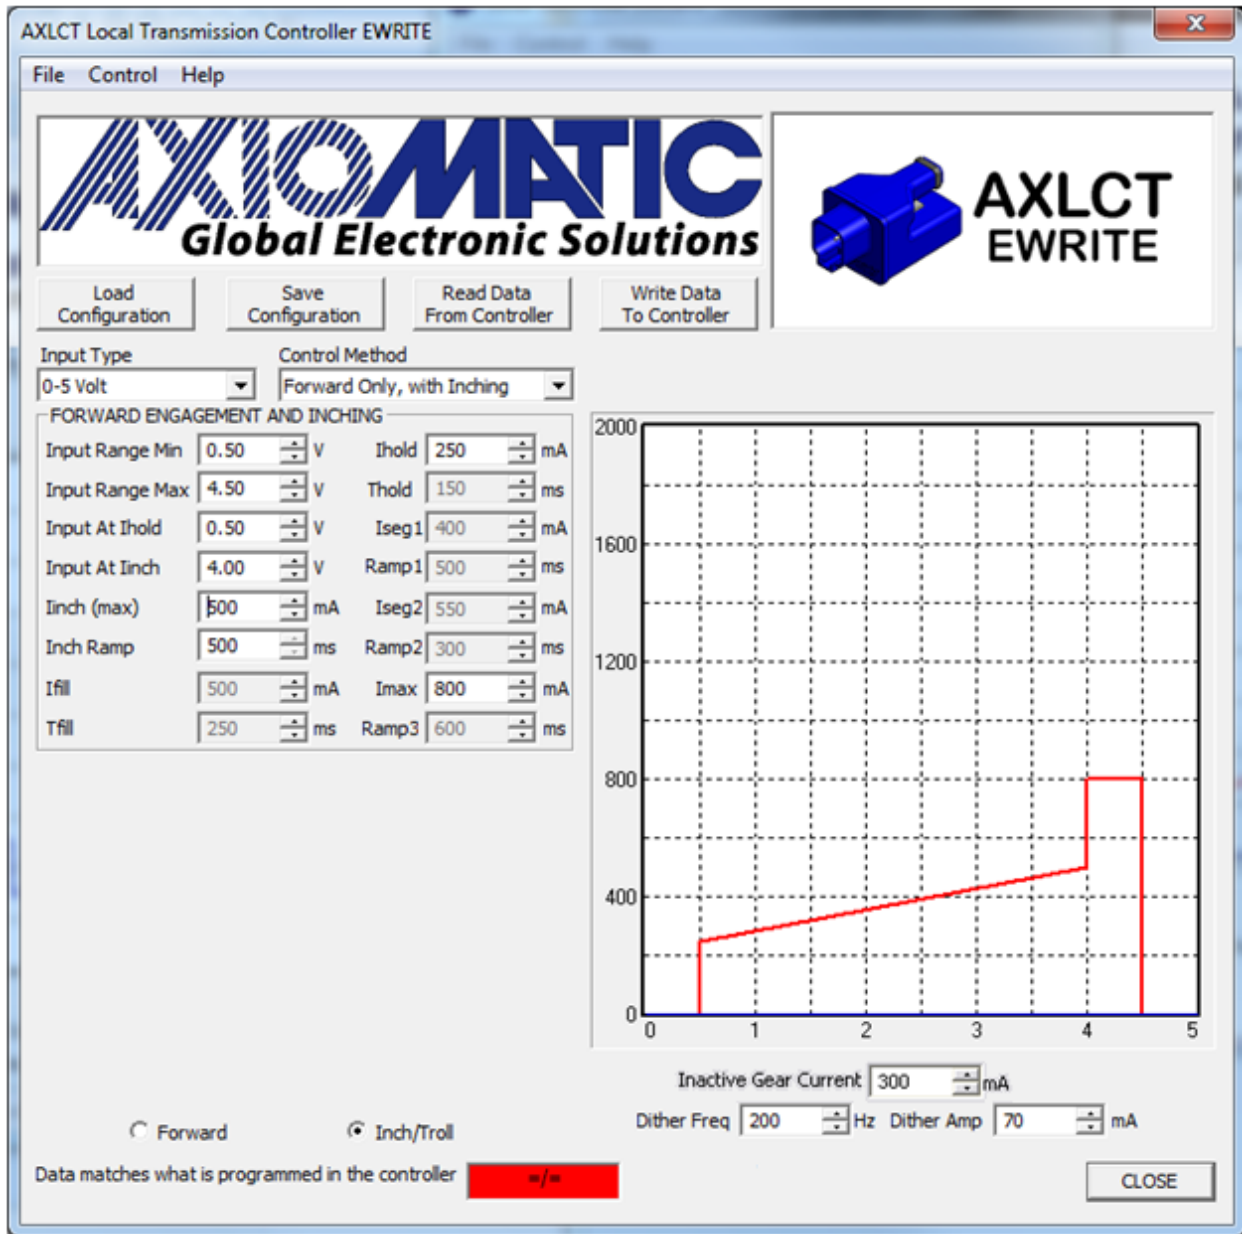 AXLCT Local Transmission Controller EWRITE
File Control Help
AXIOMATIC
Global Electronic Solutions
AXLCT
EWRITE
Load Configuration
Save Configuration
Read Data From Controller
Write Data To Controller
Input Type
Control Method
0-5 Volt
Forward Only, with Inching
FORWARD ENGAGEMENT AND INCHING
Input Range Min 0.50 V Ihold 250 mA
Input Range Max 4.50 V Thold 150 ms
Input At Ihold 0.50 V Iseg1 400 mA
Input At Iinch 4.00 V Ramp1 500 ms
Iinch (max) 500 mA Iseg2 550 mA
Inch Ramp 500 ms Ramp2 300 ms
Ifill 500 mA Imax 800 mA
Tfill 250 ms Ramp3 600 ms
2000
1600
1200
800
400
0
0 1 2 3 4 5
Inactive Gear Current 300 mA
Dither Freq 200 Hz Dither Amp 70 mA
Forward Inch/Troll
Data matches what is programmed in the controller =/=
CLOSE